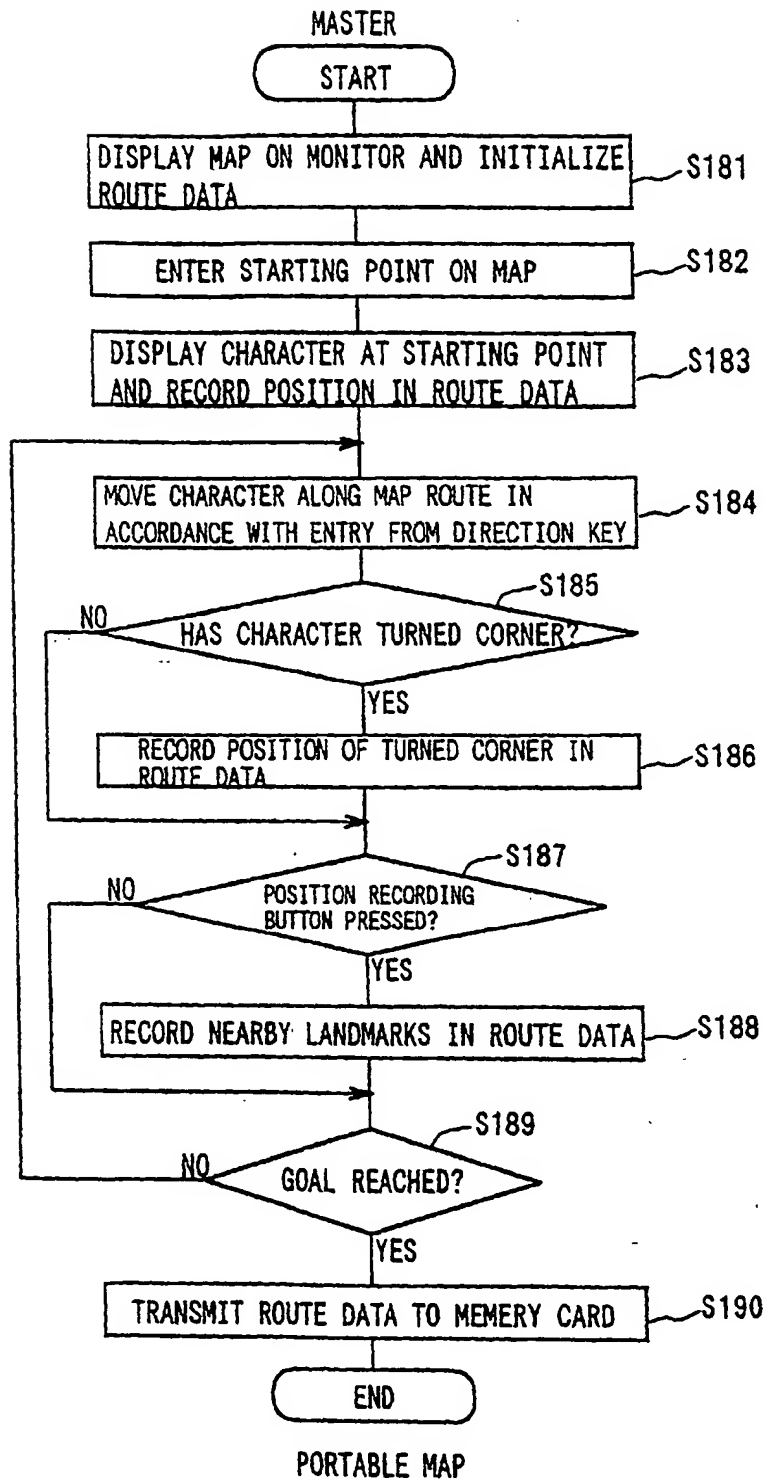 MASTER
START
DISPLAY MAP ON MONITOR AND INITIALIZE
ROUTE DATA
S181
ENTER STARTING POINT ON MAP
S182
DISPLAY CHARACTER AT STARTING POINT
AND RECORD POSITION IN ROUTE DATA
S183
MOVE CHARACTER ALONG MAP ROUTE IN
ACCORDANCE WITH ENTRY FROM DIRECTION KEY
S184
S185
NO
HAS CHARACTER TURNED CORNER?
YES
RECORD POSITION OF TURNED CORNER IN
ROUTE DATA
S186
S187
NO
POSITION RECORDING
BUTTON PRESSED?
YES
RECORD NEARBY LANDMARKS IN ROUTE DATA
S188
S189
NO
GOAL REACHED?
YES
TRANSMIT ROUTE DATA TO MEMERY CARD
S190
END
PORTABLE MAP